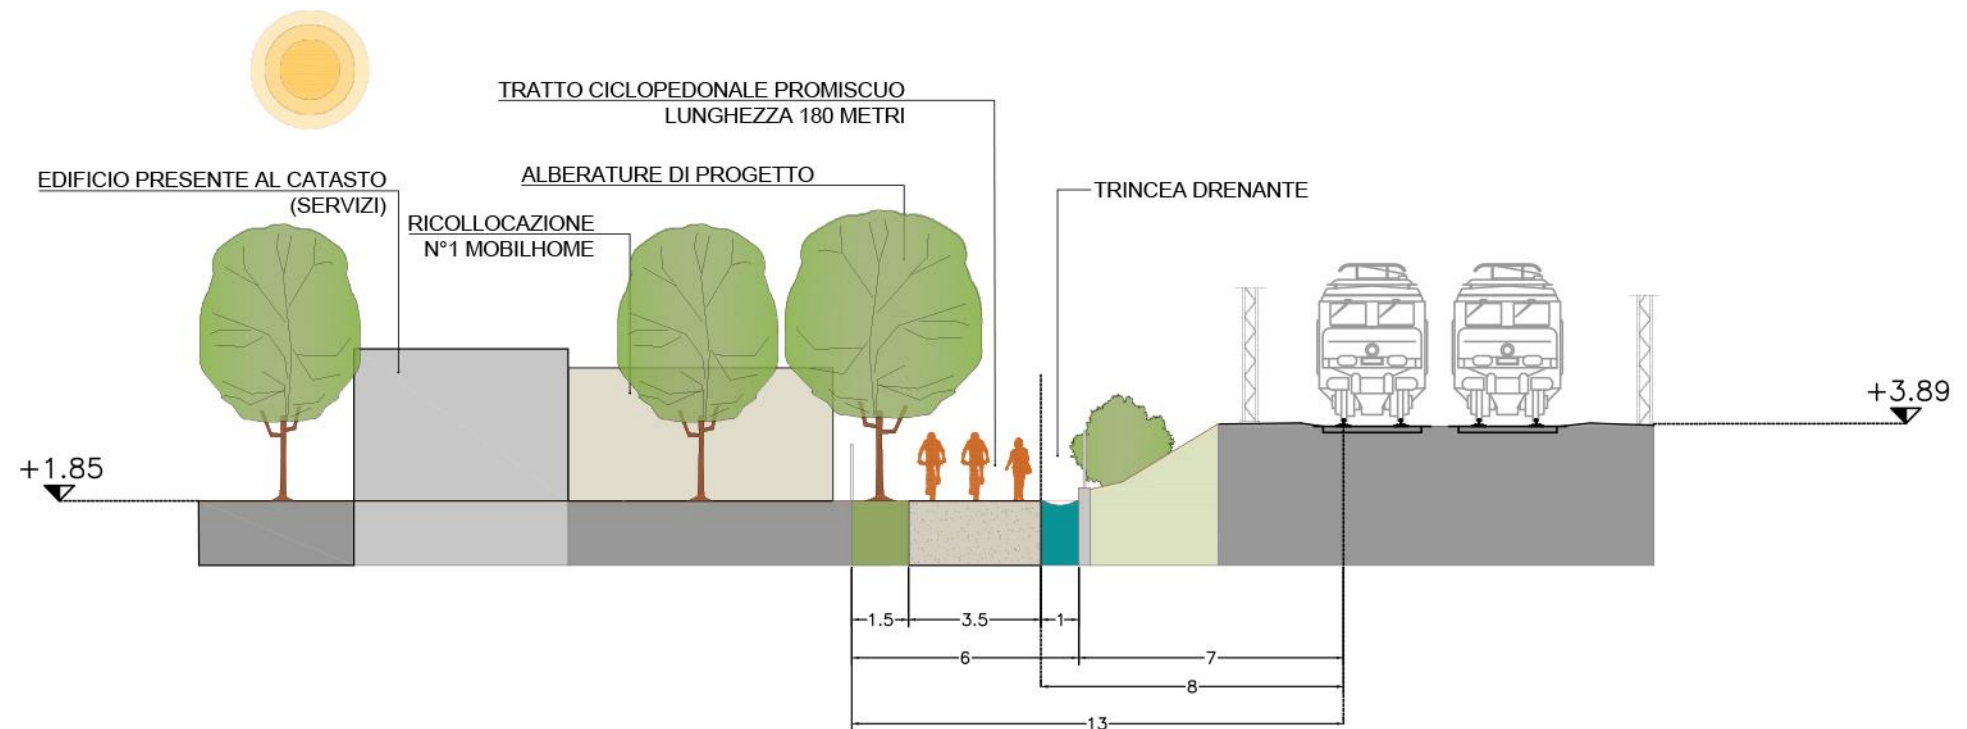 TRATTO CICLOPEDONALE PROMISCUO
LUNGHEZZA 180 METRI
EDIFICIO PRESENTE AL CATASTO
(SERVIZI)
ALBERATURE DI PROGETTO
TRINCEA DRENANTE
RICOLLOCAZIONE
N°1 MOBILHOME
+3.89
+1.85
1.5
3.5
1
6
7
8
13